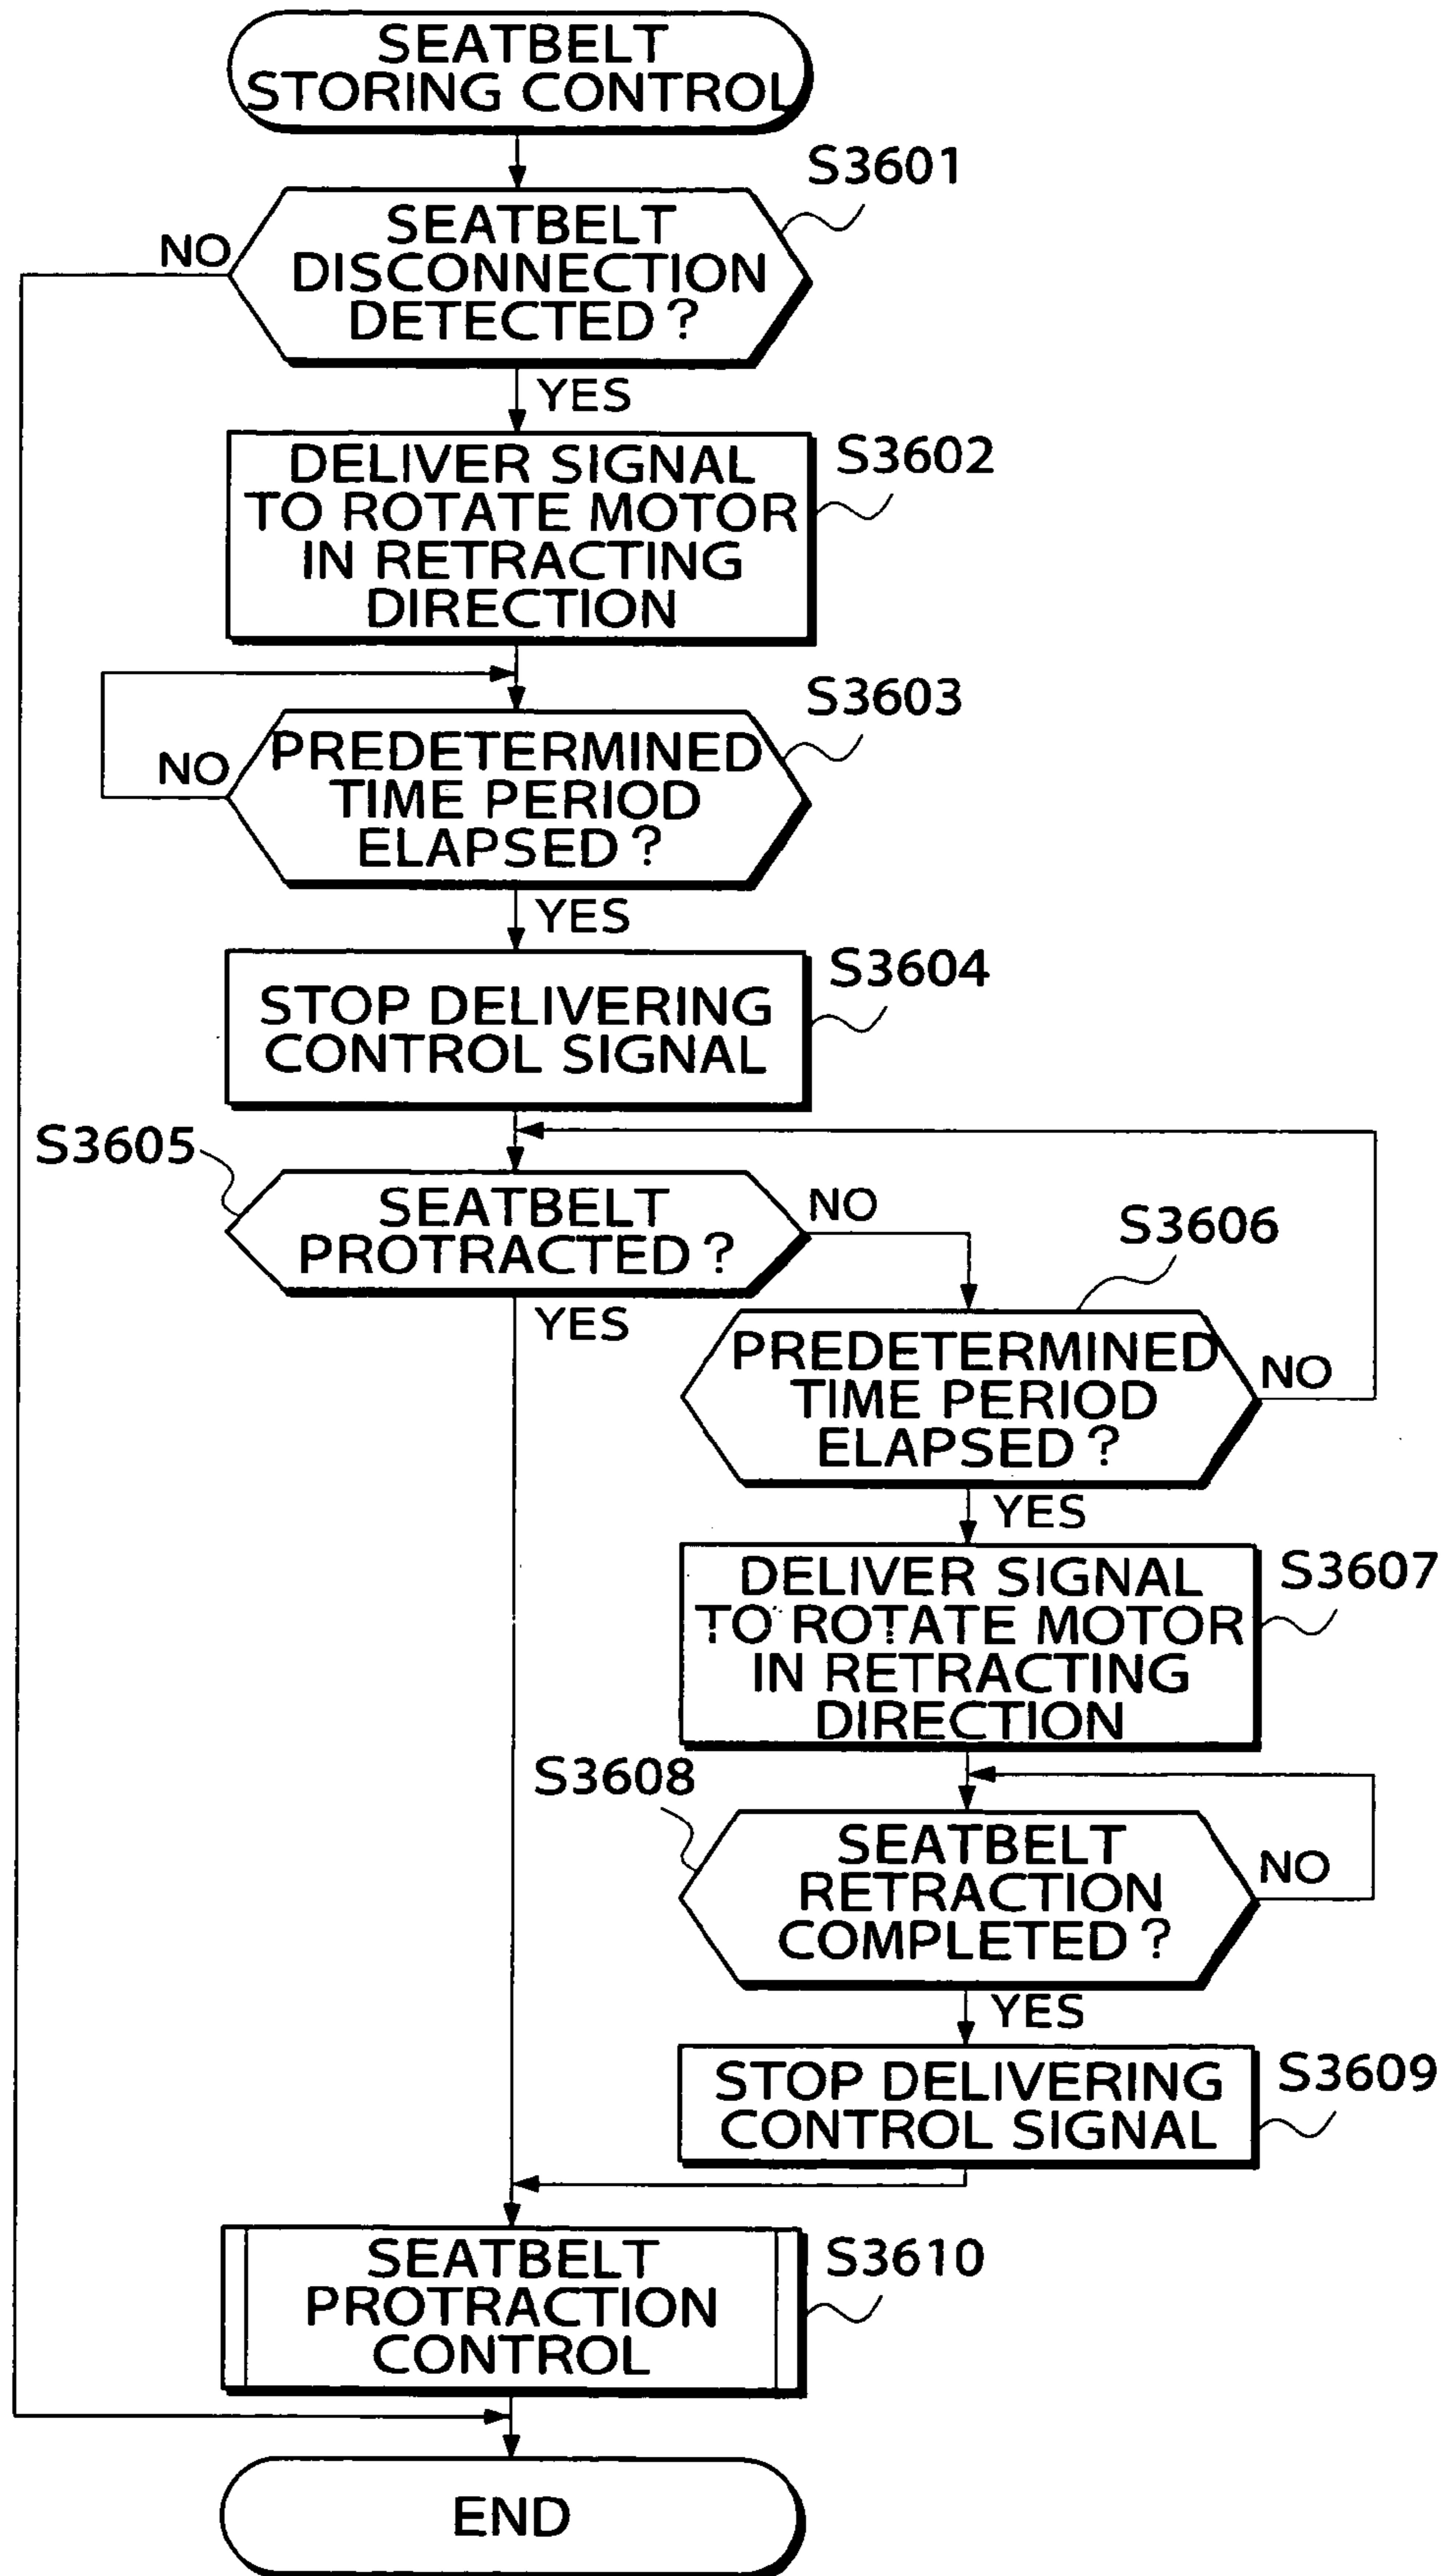 SEATBELT
STORING CONTROL
S3601
SEATBELT
DISCONNECTION
DETECTED?
NO
YES
S3602
DELIVER SIGNAL
TO ROTATE MOTOR
IN RETRACTING
DIRECTION
S3603
PREDETERMINED
TIME PERIOD
ELAPSED?
NO
YES
S3604
STOP DELIVERING
CONTROL SIGNAL
S3605
SEATBELT
PROTRACTED?
NO
YES
S3606
PREDETERMINED
TIME PERIOD
ELAPSED?
NO
YES
S3607
DELIVER SIGNAL
TO ROTATE MOTOR
IN RETRACTING
DIRECTION
S3608
SEATBELT
RETRACTION
COMPLETED?
NO
YES
S3609
STOP DELIVERING
CONTROL SIGNAL
S3610
SEATBELT
PROTRACTION
CONTROL
END